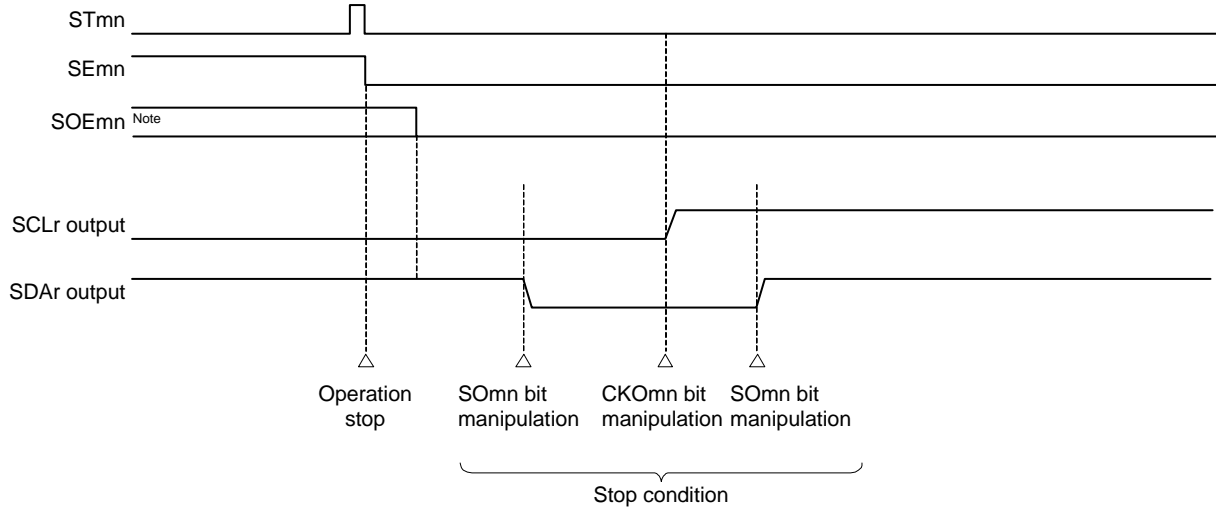 STmn
SEmn
SOEmn Note
SCLr output
SDAr output
Operation
stop
SOmn bit
manipulation
CKOmn bit
manipulation
SOmn bit
manipulation
Stop condition